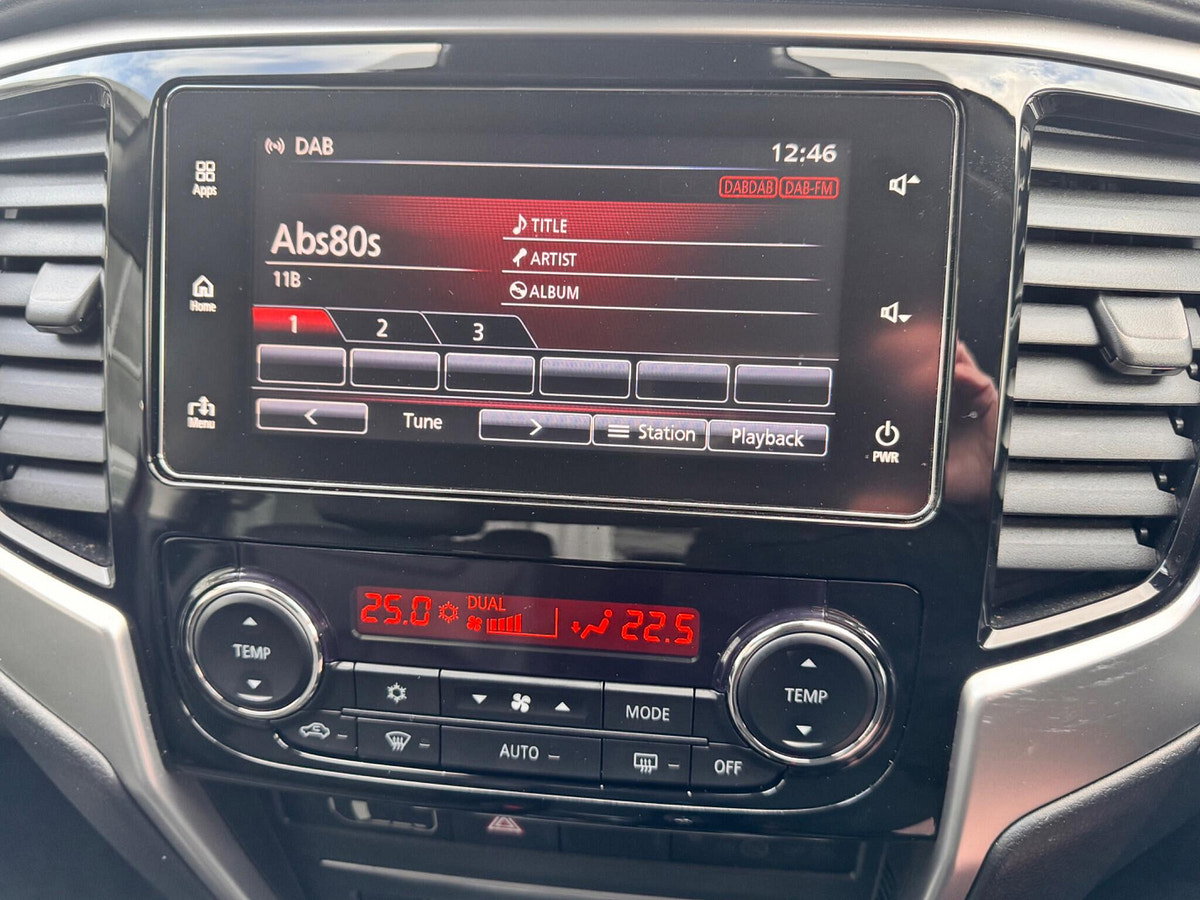 DAB
12:46
DABDAB DAB-FM
Apps
Abs80s
11B
TITLE
ARTIST
ALBUM
Home
1 2 3
Menu
< Tune > Station Playback
PWR
25.0 DUAL 22.5
TEMP
TEMP
MODE
AUTO
OFF